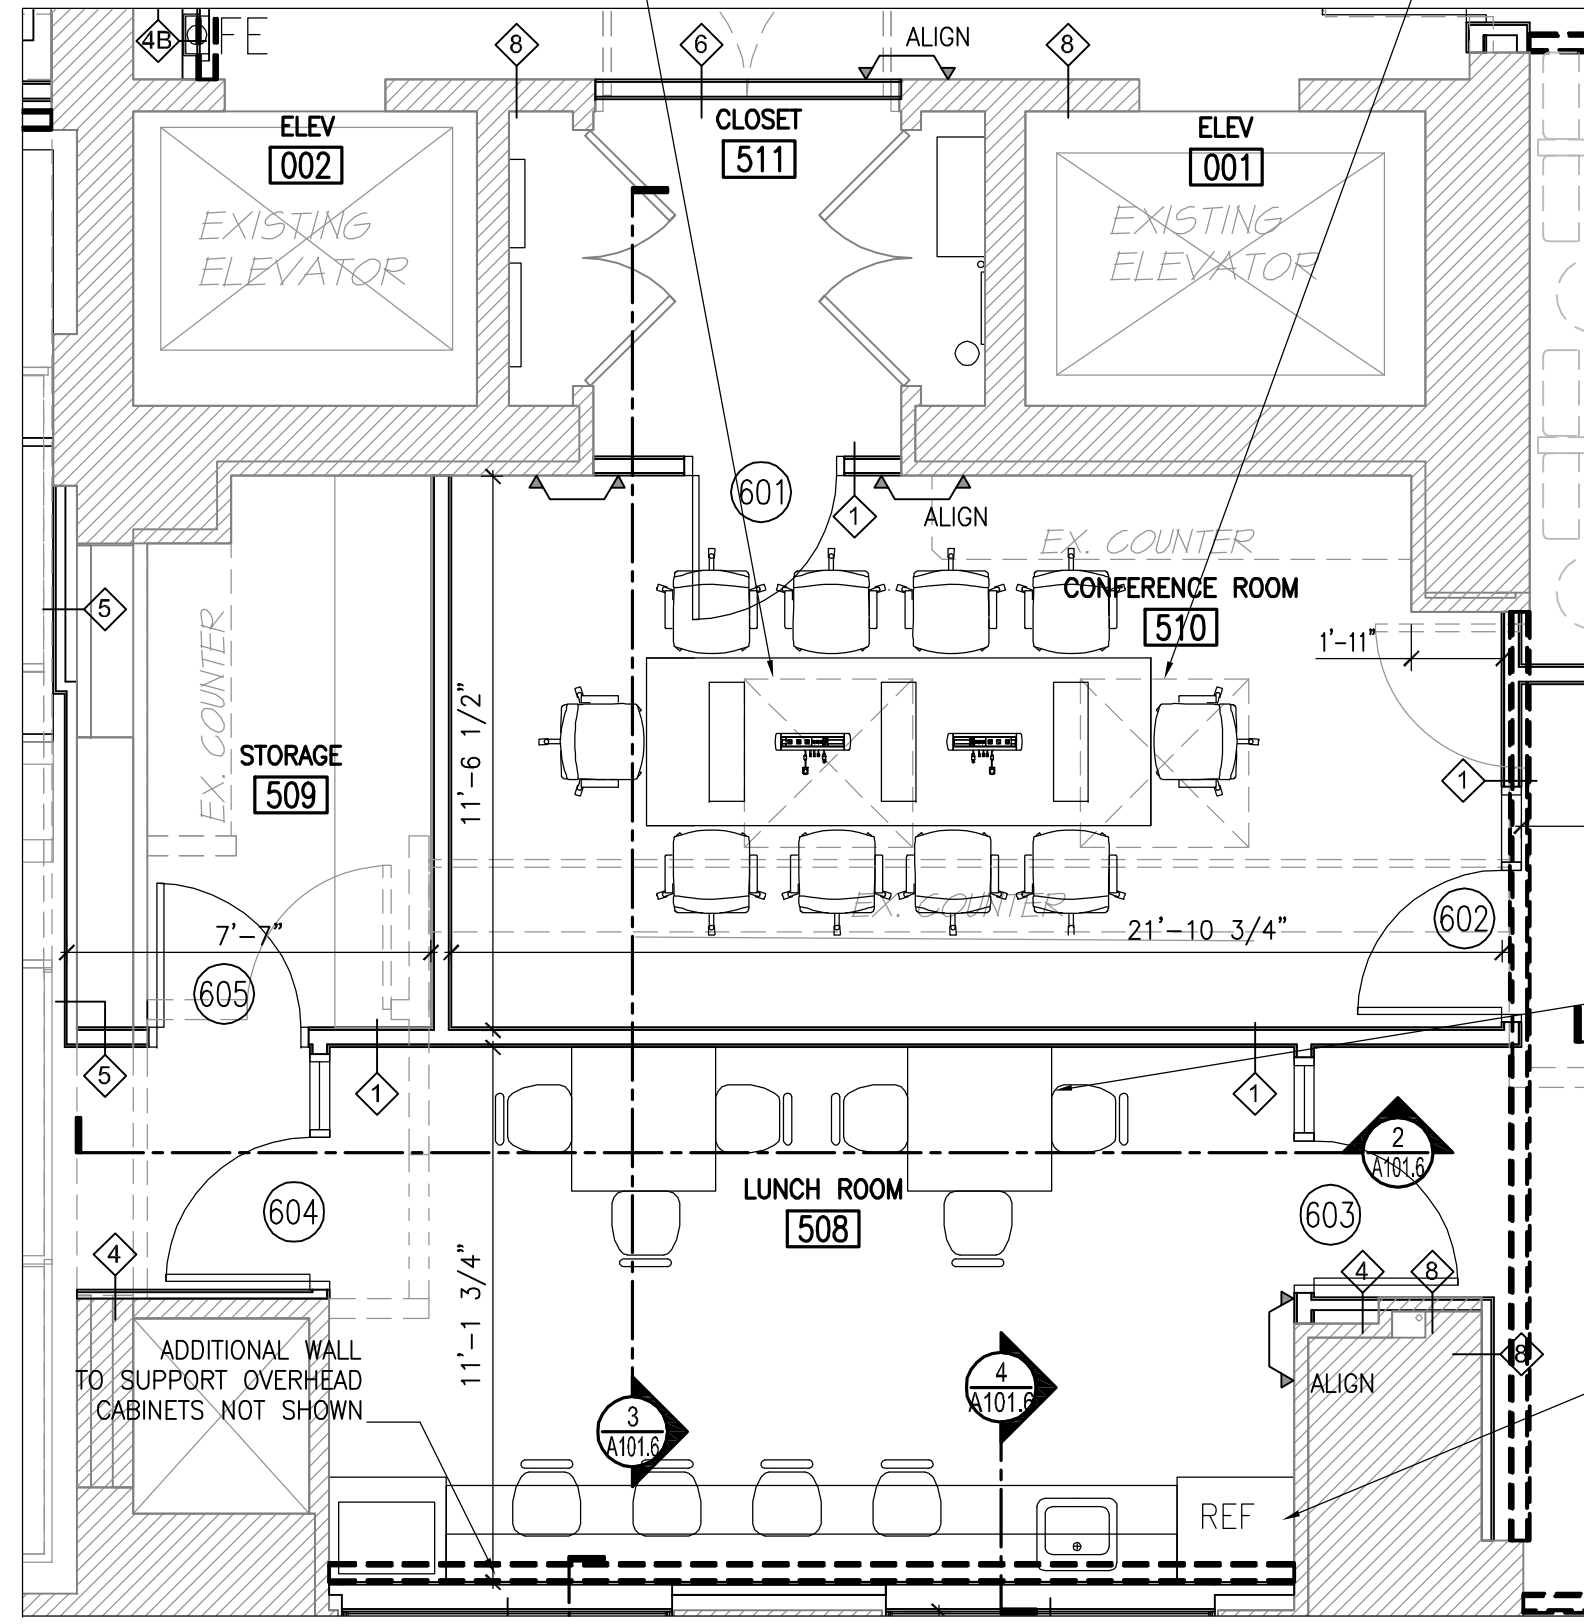 4B
FE
8
6
ALIGN
8
ELEV
002
CLOSET
511
ELEV
001
EXISTING
ELEVATOR
EXISTING
ELEVATOR
601
1
ALIGN
EX. COUNTER
CONFERENCE ROOM
510
5
1'-11"
EX. COUNTER
11'-6 1/2"
STORAGE
509
1
EX. COUNTER
602
7'-7"
21'-10 3/4"
605
5
1
1
2
A101.6
LUNCH ROOM
508
604
603
4
4
8
11'-1 3/4"
ADDITIONAL WALL
TO SUPPORT OVERHEAD
CABINETS NOT SHOWN
8
ALIGN
4
A101.6
3
A101.6
REF